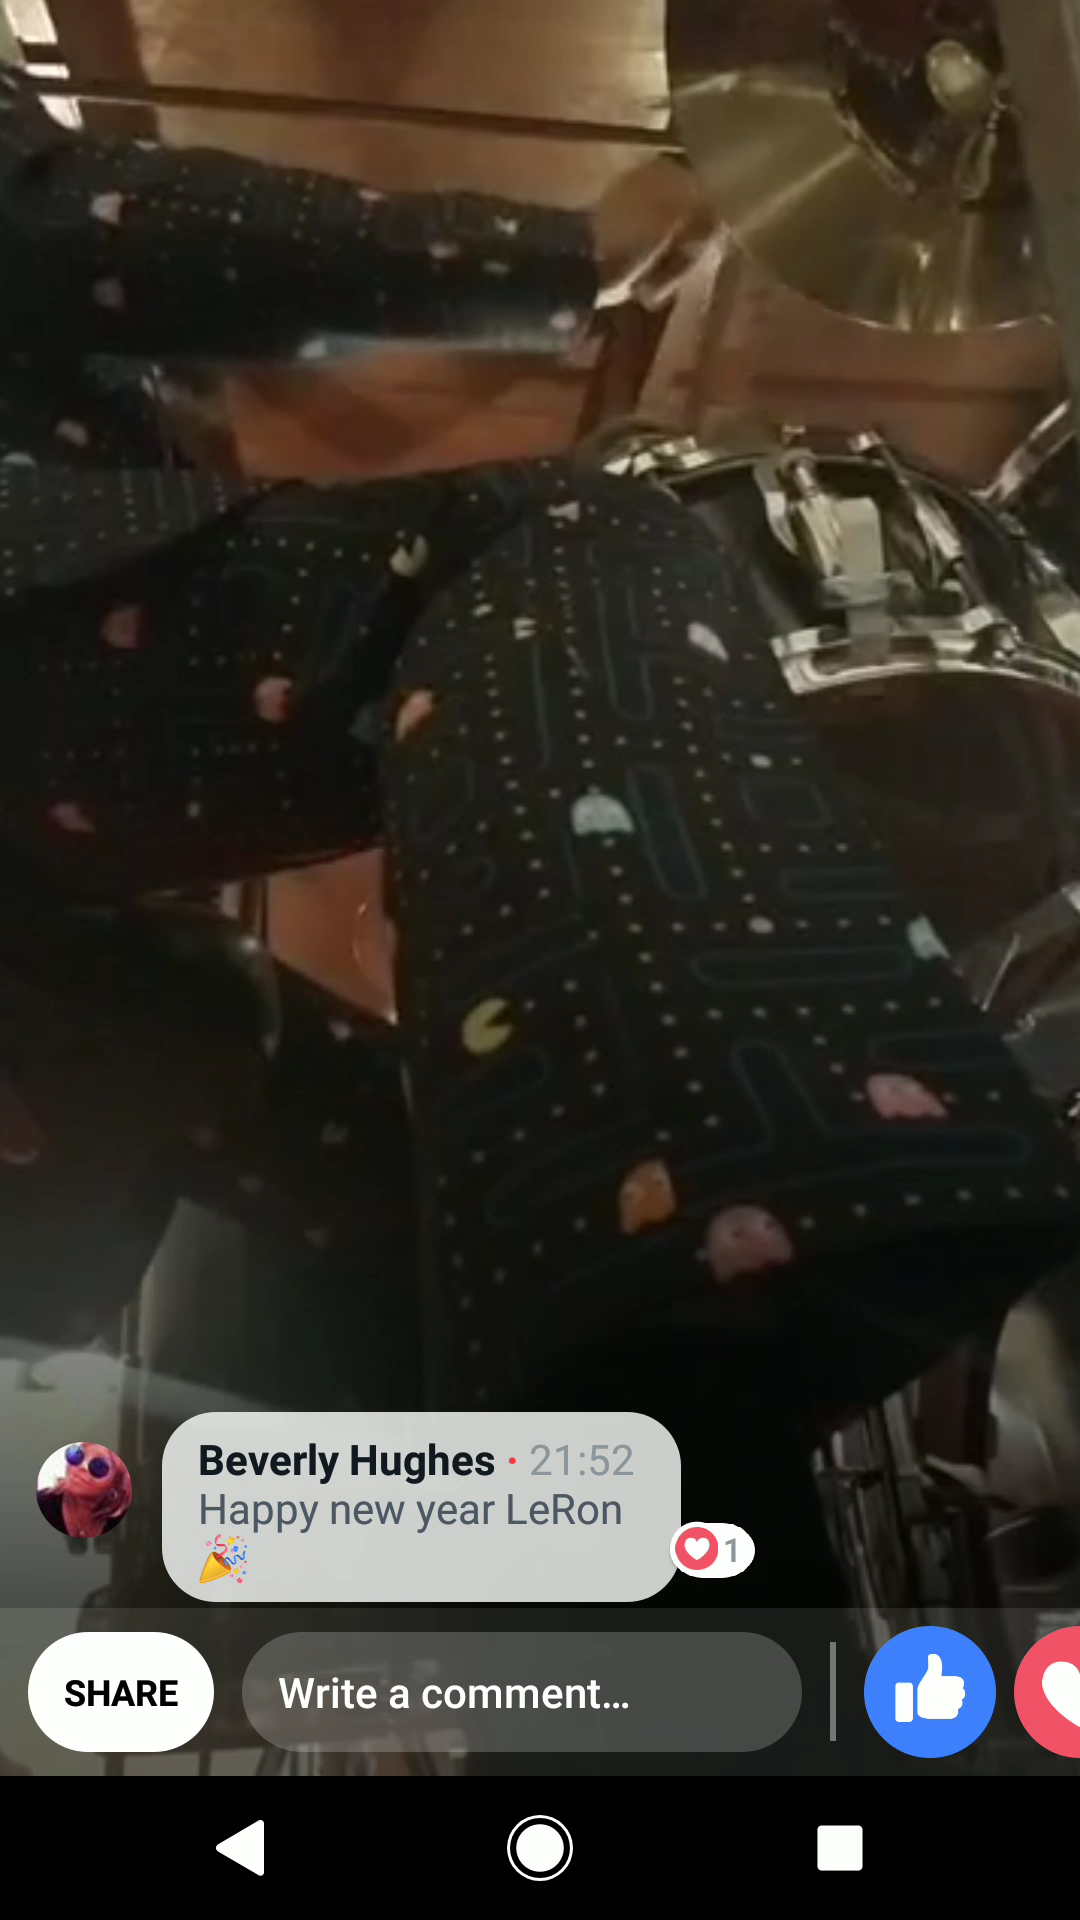 Beverly Hughes • 21:52
Happy new year LeRon
🎉
1
SHARE
Write a comment...